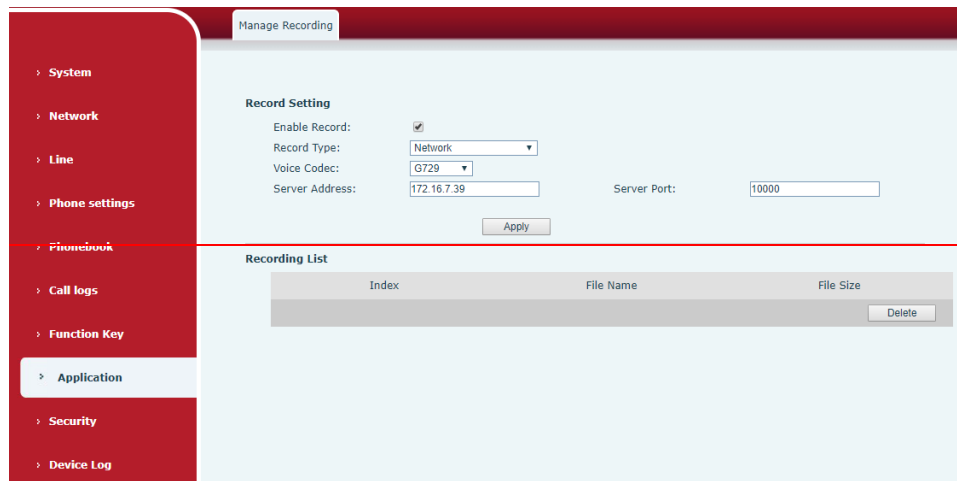 Manage Recording
System
Network
Line
Phone settings
Phonebook
Call logs
Function Key
Application
Security
Device Log
Record Setting
Enable Record:
Record Type: Network
Voice Codec: G729
Server Address: 172.16.7.39 Server Port: 10000
Apply
Recording List
Index File Name File Size
Delete